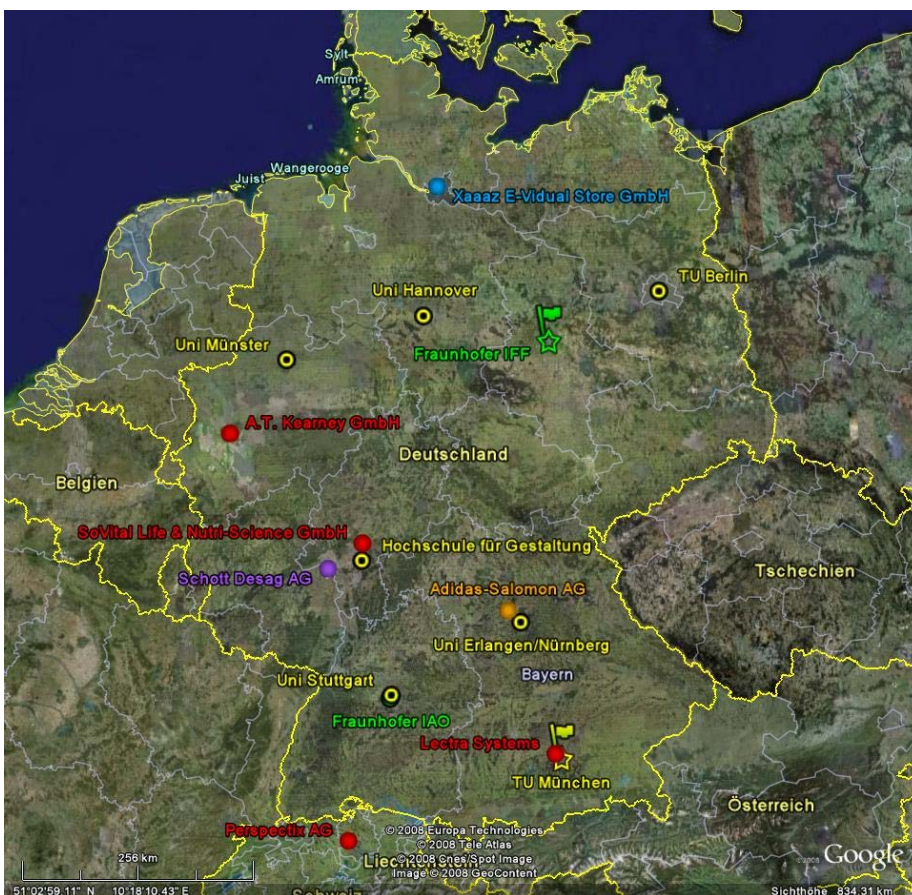 Sylt
Amrum
Wangerooge
Juist
Xaaaz E-Vidual Store GmbH
TU Berlin
Uni Hannover
Fraunhofer IFF
Uni Münster
A.T. Kearney GmbH
Deutschland
Belgien
SoVital Life & Nutri-Science GmbH
Hochschule für Gestaltung
Schott Desag AG
Tschechien
Adidas-Salomon AG
Uni Erlangen/Nürnberg
Bayern
Uni Stuttgart
Fraunhofer IAO
Lectra Systems
TU München
Österreich
Perspectix AG
© 2008 Europa Technologies
© 2008 Tele Atlas
© 2008 Cnes/Spot Image
Image © 2008 GeoContent
Liechtenstein
256 km
© 2008 Google
Schweiz
51°02'59.11" N 10°18'10.43" E
Sichthöhe 834.31 km